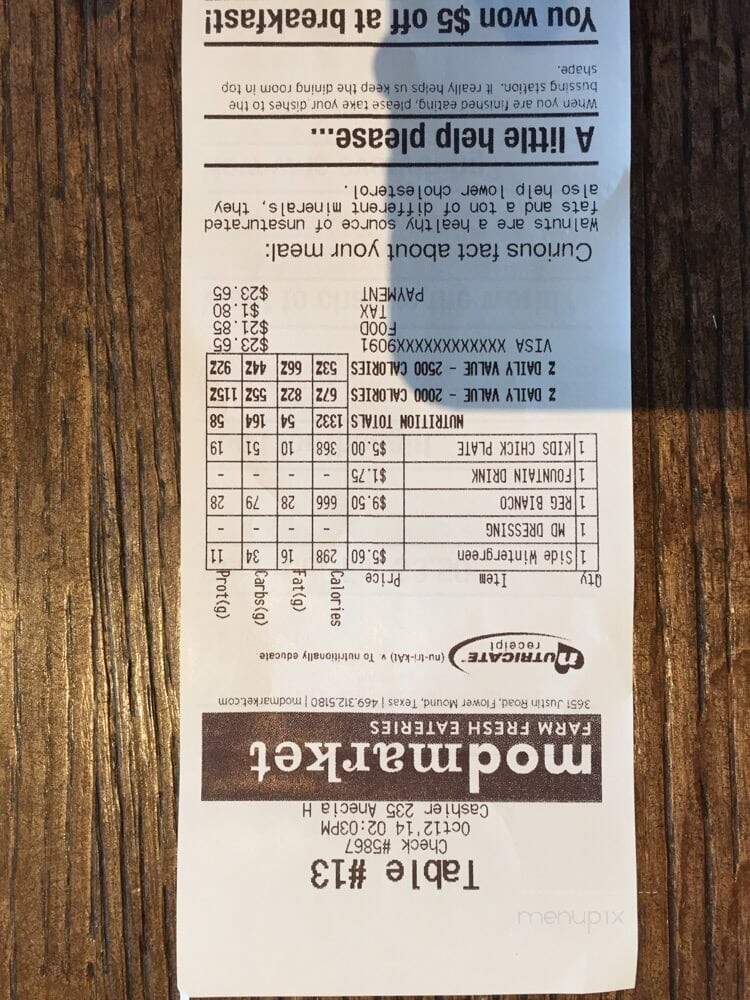 Table #13
Check #5867
Oct12'14 02:03PM
Cashier 235 Anecia H
modmarket
FARM FRESH EATERIES
3651 Justin Road, Flower Mound, Texas | 469.312.5180 | modmarket.com
NUTRICATE™ (nu-tri-kAt) v. To nutritionally educate
receipt
Qty Item Price Calories Fat(g) Carbs(g) Prot(g)
1 Side Wintergreen $5.60 298 16 34 11
1 MD DRESSING - - - -
1 REG BIANCO $9.50 666 28 79 28
1 FOUNTAIN DRINK $1.75 - - - -
1 KIDS CHICK PLATE $5.00 368 10 51 19
NUTRITION TOTALS 1332 54 164 58
% DAILY VALUE - 2000 CALORIES 67% 82% 55% 115%
% DAILY VALUE - 2500 CALORIES 53% 66% 44% 92%
VISA XXXXXXXXXXXX9091 $23.65
FOOD $21.85
TAX $1.80
PAYMENT $23.65
Curious fact about your meal:
Walnuts are a healthy source of unsaturated
fats and a ton of different minerals, they
also help lower cholesterol.
A little help please...
When you are finished eating, please take your dishes to the
bussing station. It really helps us keep the dining room in top
shape.
You won $5 off at breakfast!
menupix